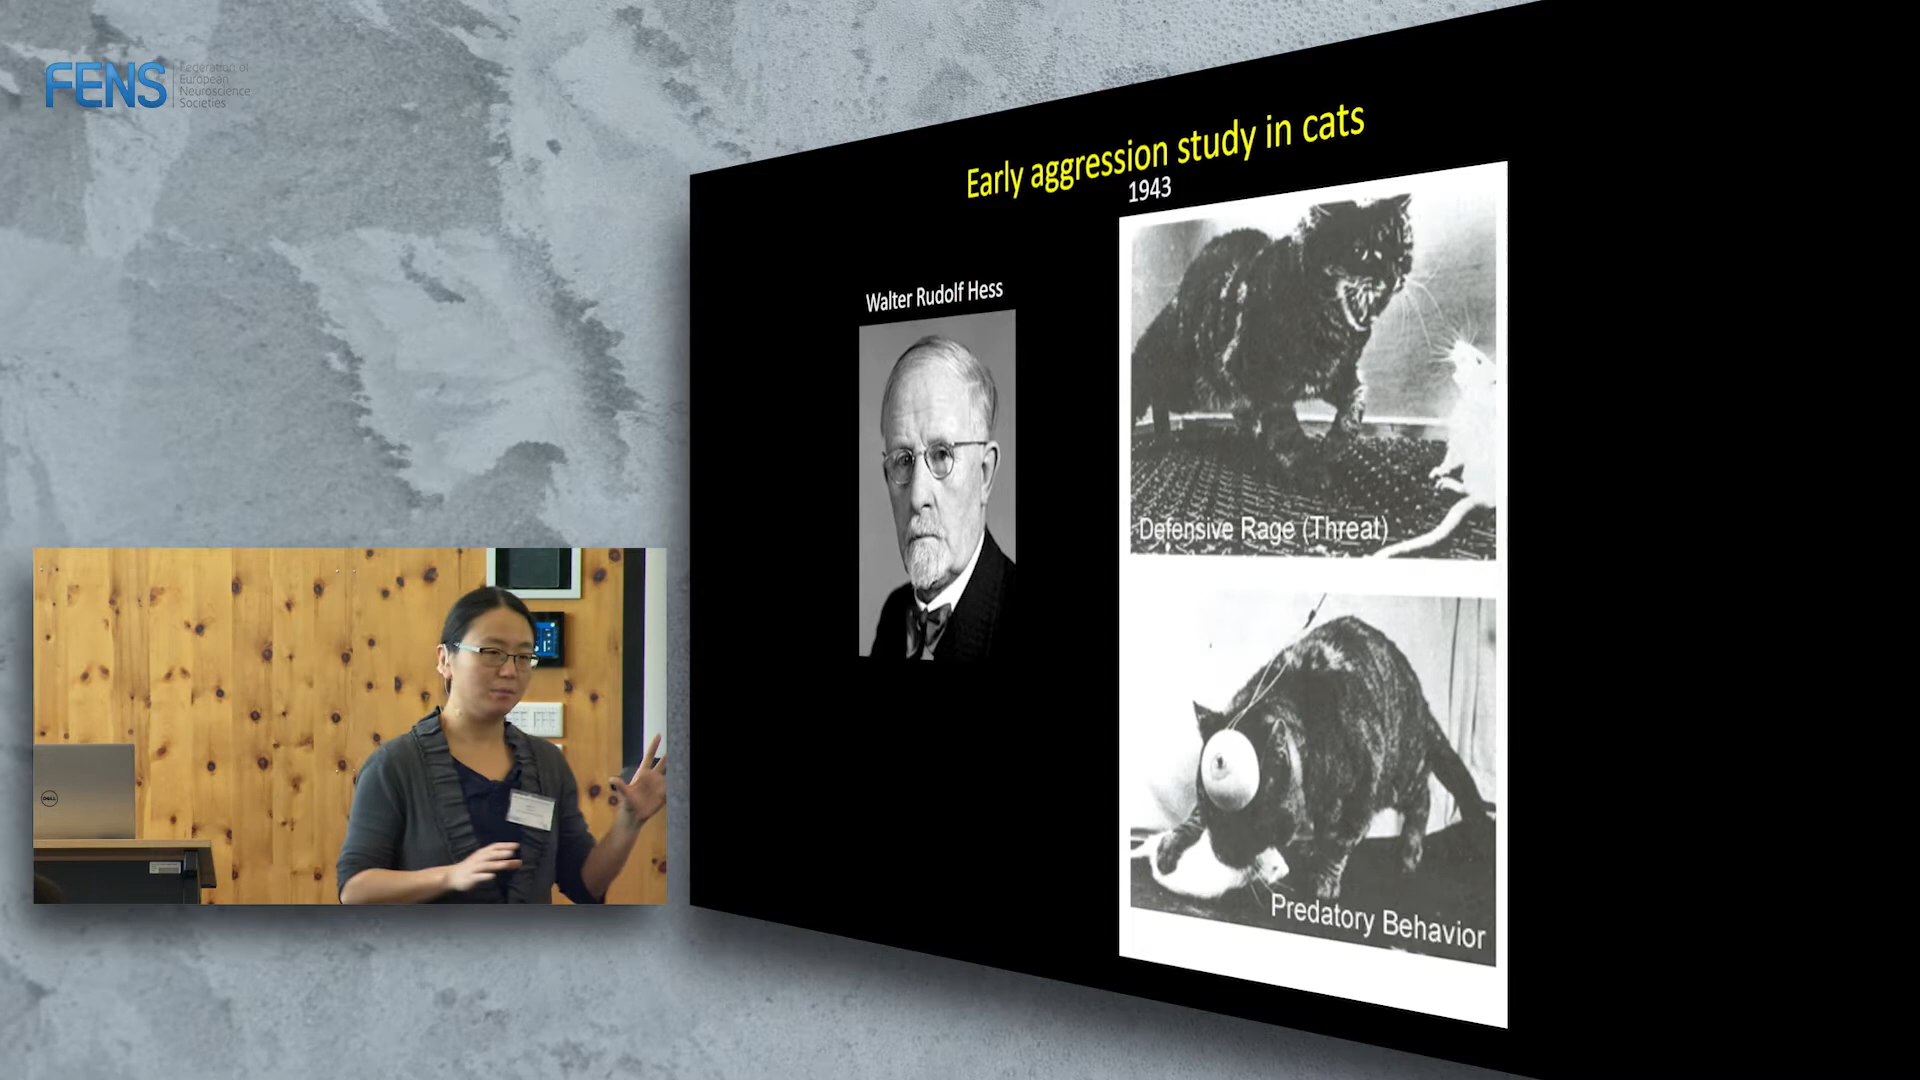 FENS
Federation of
European
Neuroscience
Societies
Early aggression study in cats
1943
Walter Rudolf Hess
Defensive Rage (Threat)
Predatory Behavior
DELL